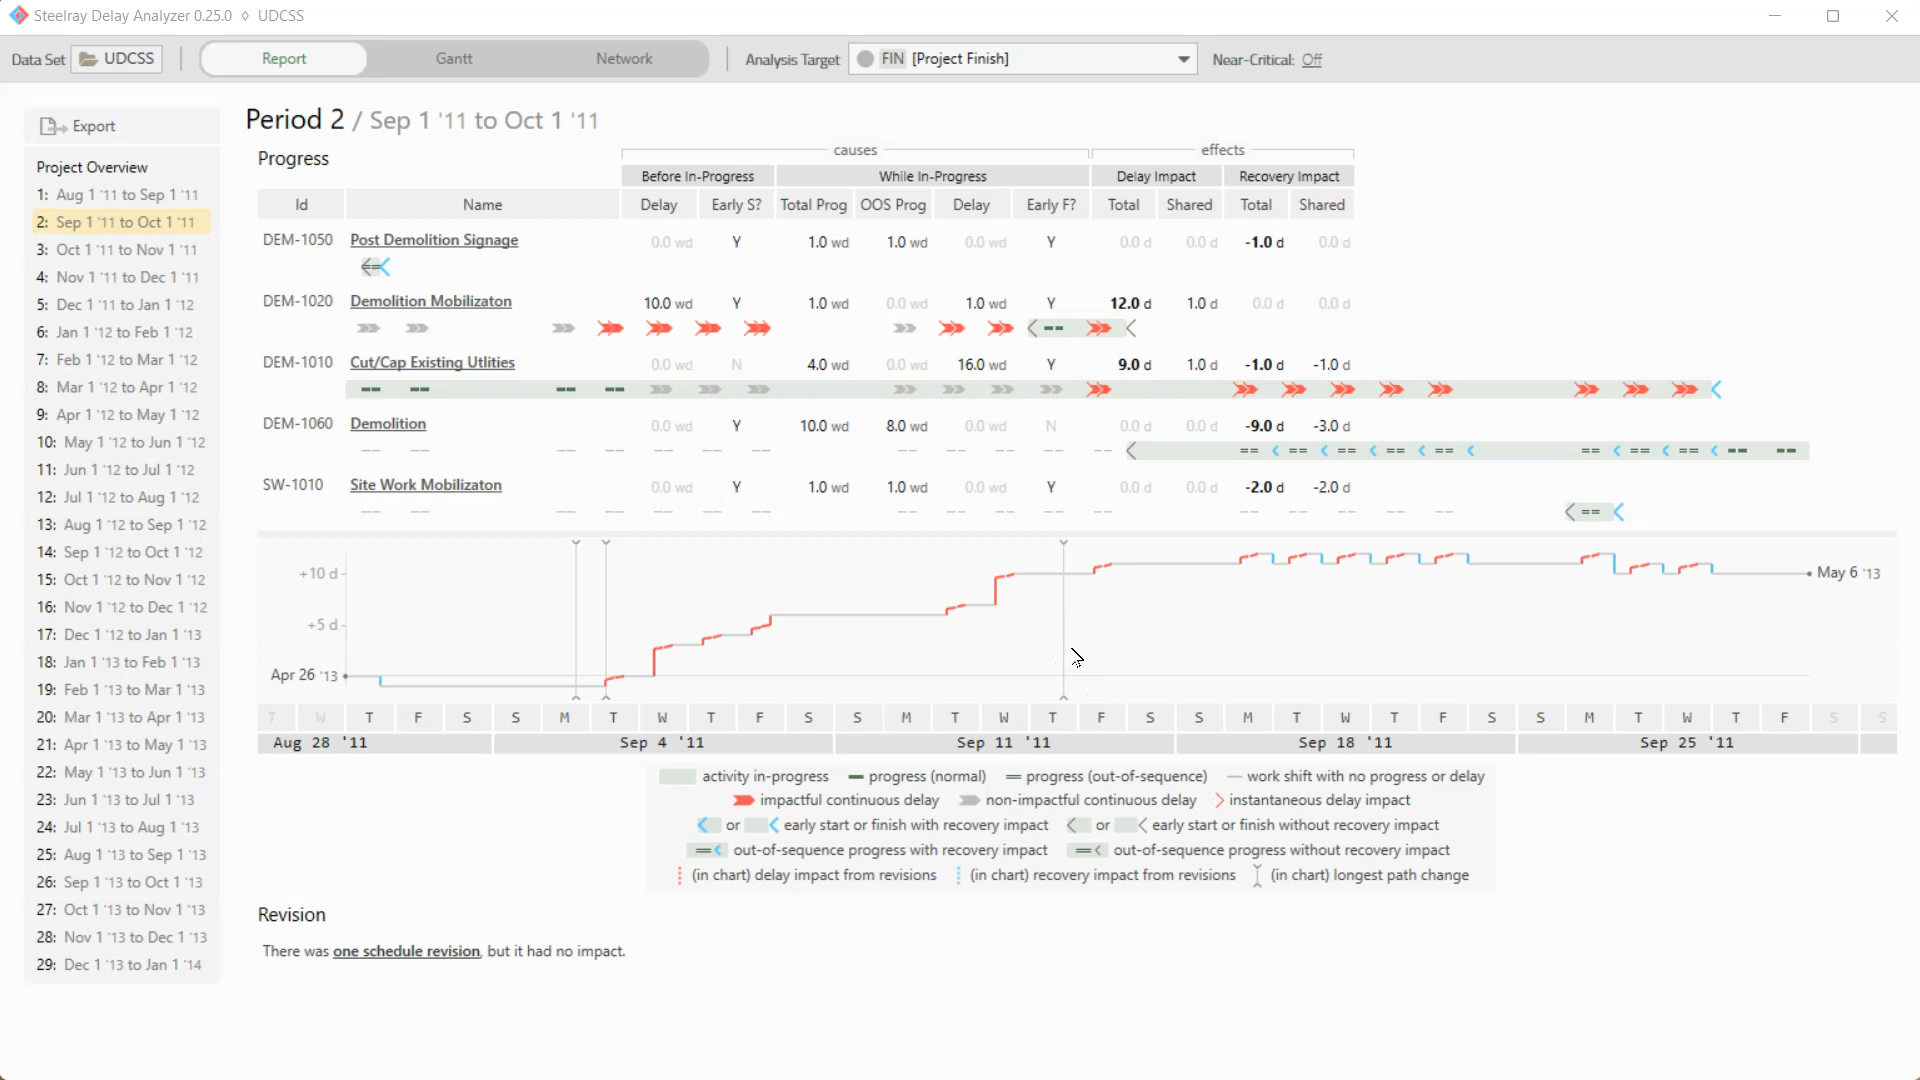 Steelray Delay Analyzer 0.25.0 ◊ UDCSS
Data Set UDCSS Report Gantt Network Analysis Target FIN [Project Finish] Near-Critical: Off
Export
Project Overview
1: Aug 1 '11 to Sep 1 '11
2: Sep 1 '11 to Oct 1 '11
3: Oct 1 '11 to Nov 1 '11
4: Nov 1 '11 to Dec 1 '11
5: Dec 1 '11 to Jan 1 '12
6: Jan 1 '12 to Feb 1 '12
7: Feb 1 '12 to Mar 1 '12
8: Mar 1 '12 to Apr 1 '12
9: Apr 1 '12 to May 1 '12
10: May 1 '12 to Jun 1 '12
11: Jun 1 '12 to Jul 1 '12
12: Jul 1 '12 to Aug 1 '12
13: Aug 1 '12 to Sep 1 '12
14: Sep 1 '12 to Oct 1 '12
15: Oct 1 '12 to Nov 1 '12
16: Nov 1 '12 to Dec 1 '12
17: Dec 1 '12 to Jan 1 '13
18: Jan 1 '13 to Feb 1 '13
19: Feb 1 '13 to Mar 1 '13
20: Mar 1 '13 to Apr 1 '13
21: Apr 1 '13 to May 1 '13
22: May 1 '13 to Jun 1 '13
23: Jun 1 '13 to Jul 1 '13
24: Jul 1 '13 to Aug 1 '13
25: Aug 1 '13 to Sep 1 '13
26: Sep 1 '13 to Oct 1 '13
27: Oct 1 '13 to Nov 1 '13
28: Nov 1 '13 to Dec 1 '13
29: Dec 1 '13 to Jan 1 '14
Period 2 / Sep 1 '11 to Oct 1 '11
Progress
causes effects
Before In-Progress While In-Progress Delay Impact Recovery Impact
Id Name Delay Early S? Total Prog OOS Prog Delay Early F? Total Shared Total Shared
DEM-1050 Post Demolition Signage 0.0 wd Y 1.0 wd 1.0 wd 0.0 wd Y 0.0 d 0.0 d -1.0 d 0.0 d
DEM-1020 Demolition Mobilizaton 10.0 wd Y 1.0 wd 0.0 wd 1.0 wd Y 12.0 d 1.0 d 0.0 d 0.0 d
DEM-1010 Cut/Cap Existing Utlities 0.0 wd N 4.0 wd 0.0 wd 16.0 wd Y 9.0 d 1.0 d -1.0 d -1.0 d
DEM-1060 Demolition 0.0 wd Y 10.0 wd 8.0 wd 0.0 wd N 0.0 d 0.0 d -9.0 d -3.0 d
SW-1010 Site Work Mobilizaton 0.0 wd Y 1.0 wd 1.0 wd 0.0 wd Y 0.0 d 0.0 d -2.0 d -2.0 d
+10 d
May 6 '13
+5 d
Apr 26 '13
T W T F S S M T W T F S S M T W T F S S M T W T F S S M T W T F S S
Aug 28 '11 Sep 4 '11 Sep 11 '11 Sep 18 '11 Sep 25 '11
activity in-progress progress (normal) progress (out-of-sequence) work shift with no progress or delay
impactful continuous delay non-impactful continuous delay instantaneous delay impact
or early start or finish with recovery impact or early start or finish without recovery impact
out-of-sequence progress with recovery impact out-of-sequence progress without recovery impact
(in chart) delay impact from revisions (in chart) recovery impact from revisions (in chart) longest path change
Revision
There was one schedule revision, but it had no impact.